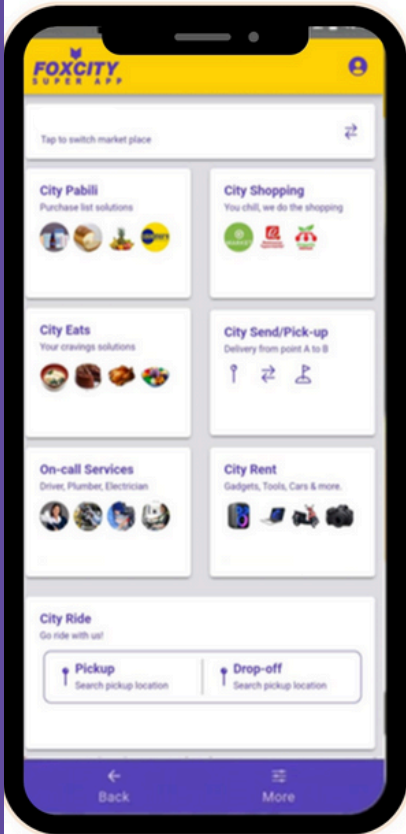 FOXCITY
SUPER APP
Tap to switch market place
City Pabili
Purchase list solutions
City Shopping
You chill, we do the shopping
MARKET
City Eats
Your cravings solutions
City Send/Pick-up
Delivery from point A to B
On-call Services
Driver, Plumber, Electrician
City Rent
Gadgets, Tools, Cars & more.
City Ride
Go ride with us!
Pickup
Search pickup location
Drop-off
Search pickup location
Back
More